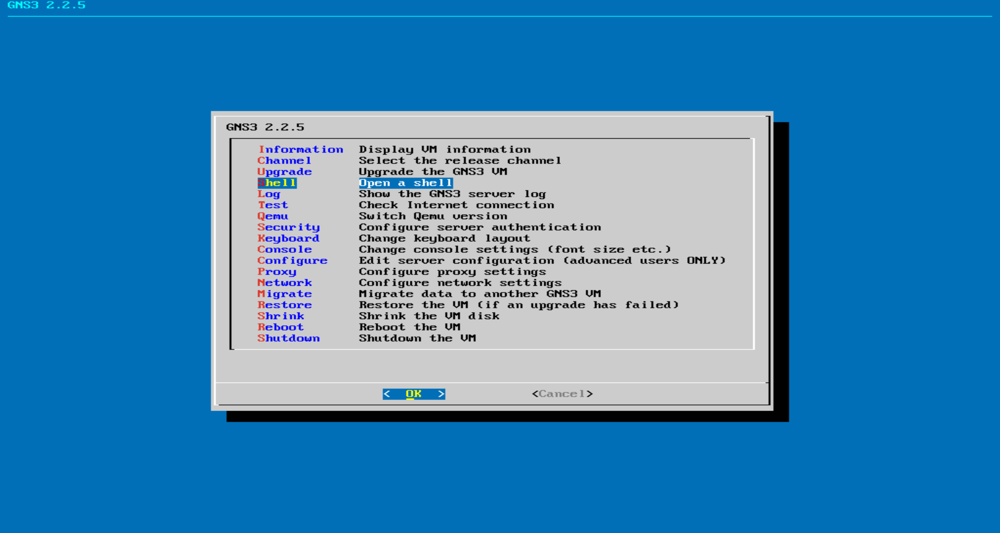 GNS3 2.2.5
GNS3 2.2.5
Information Display VM information
Channel Select the release channel
Upgrade Upgrade the GNS3 VM
Shell Open a shell
Log Show the GNS3 server log
Test Check Internet connection
Qemu Switch Qemu version
Security Configure server authentication
Keyboard Change keyboard layout
Console Change console settings (font size etc.)
Configure Edit server configuration (advanced users ONLY)
Proxy Configure proxy settings
Network Configure network settings
Migrate Migrate data to another GNS3 VM
Restore Restore the VM (if an upgrade has failed)
Shrink Shrink the VM disk
Reboot Reboot the VM
Shutdown Shutdown the VM
< OK > <Cancel>